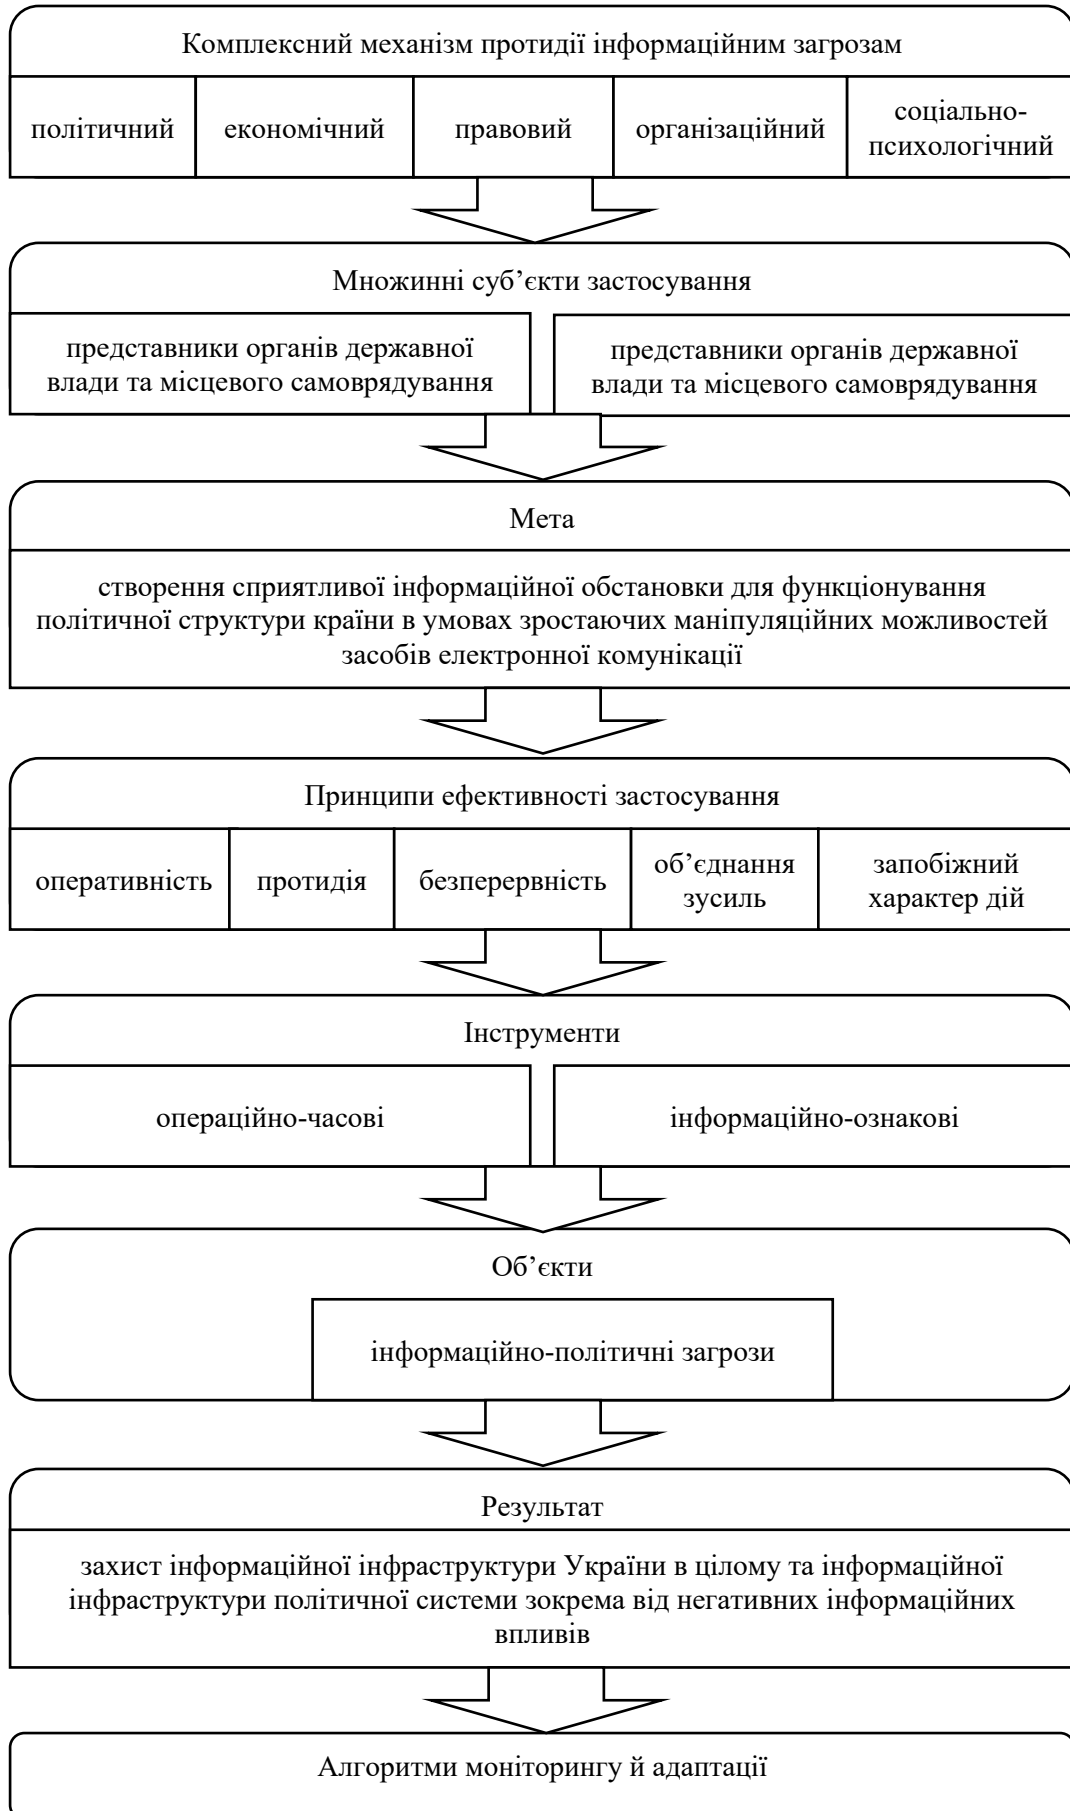 Комплексний механізм протидії інформаційним загрозам
політичний
економічний
правовий
організаційний
соціально-
психологічний
Множинні суб’єкти застосування
представники органів державної
влади та місцевого самоврядування
представники органів державної
влади та місцевого самоврядування
Мета
створення сприятливої інформаційної обстановки для функціонування
політичної структури країни в умовах зростаючих маніпуляційних можливостей
засобів електронної комунікації
Принципи ефективності застосування
оперативність
протидія
безперервність
об’єднання
зусиль
запобіжний
характер дій
Інструменти
операційно-часові
інформаційно-ознакові
Об’єкти
інформаційно-політичні загрози
Результат
захист інформаційної інфраструктури України в цілому та інформаційної
інфраструктури політичної системи зокрема від негативних інформаційних
впливів
Алгоритми моніторингу й адаптації